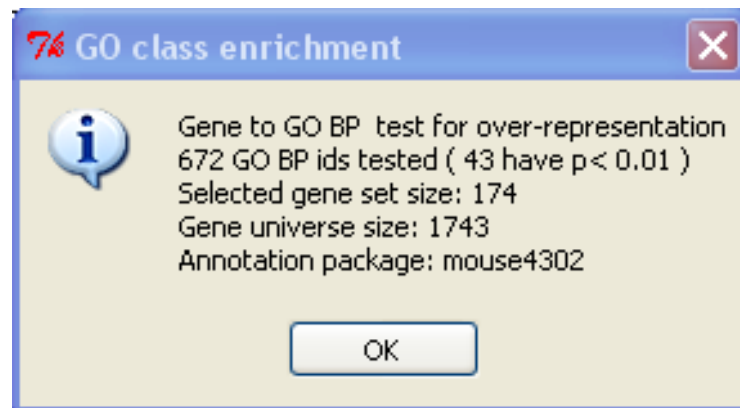 7% GO class enrichment
Gene to GO BP  test for over-representation
672 GO BP ids tested ( 43 have p< 0.01 )
Selected gene set size: 174
Gene universe size: 1743
Annotation package: mouse4302
OK